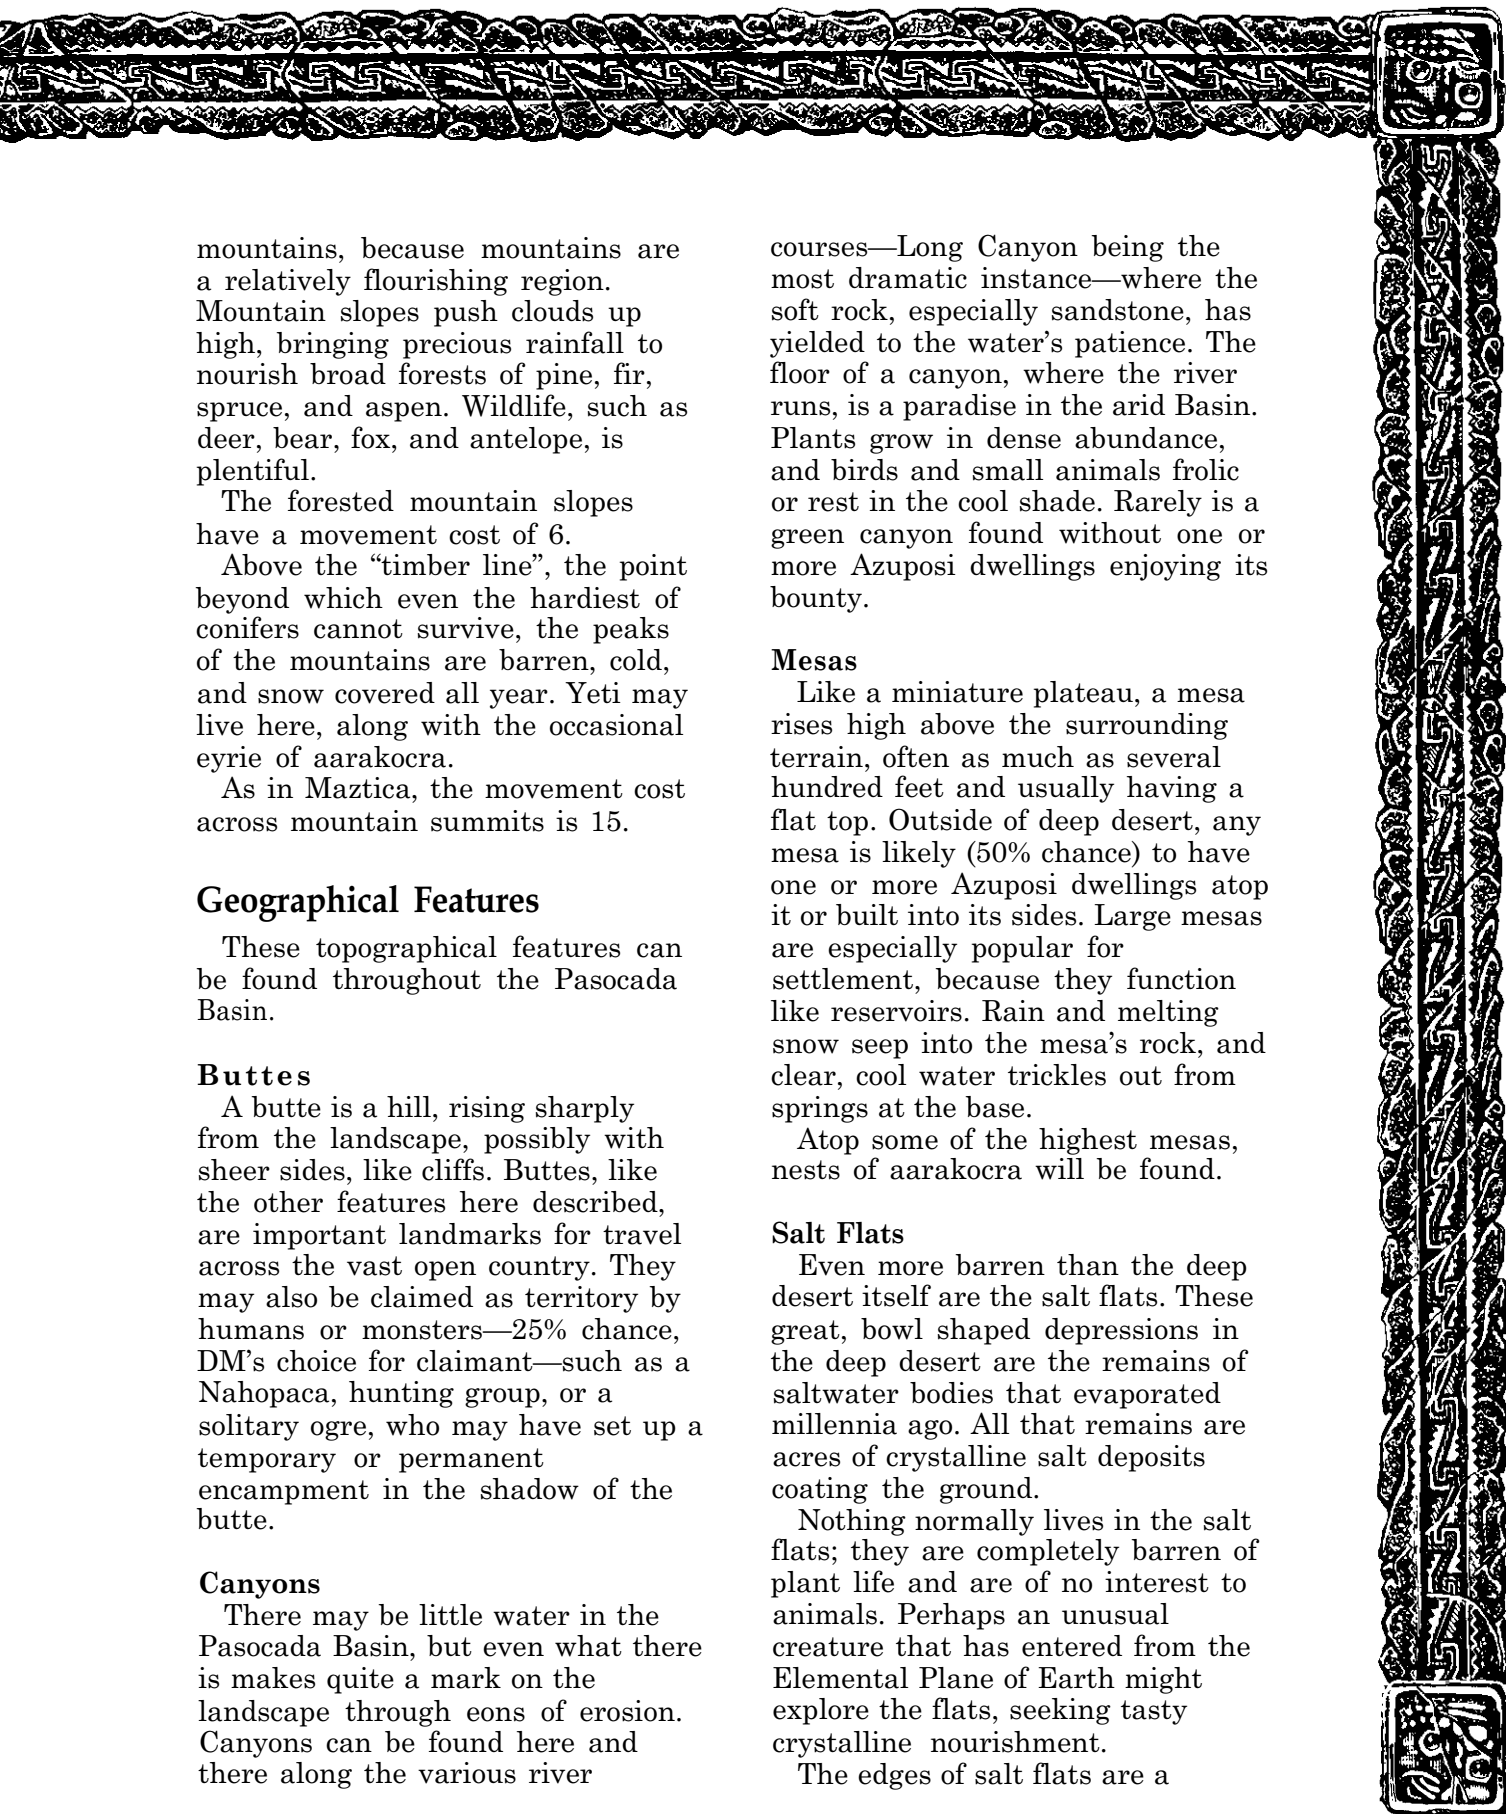 mountains, because mountains are
a relatively flourishing region.
Mountain slopes push clouds up
high, bringing precious rainfall to
nourish broad forests of pine, fir,
spruce, and aspen. Wildlife, such as
deer, bear, fox, and antelope, is
plentiful.
The forested mountain slopes
have a movement cost of 6.
Above the “timber line”, the point
beyond which even the hardiest of
conifers cannot survive, the peaks
of the mountains are barren, cold,
and snow covered all year. Yeti may
live here, along with the occasional
eyrie of aarakocra.
As in Maztica, the movement cost
across mountain summits is 15.
Geographical Features
These topographical features can
be found throughout the Pasocada
Basin.
Buttes
A butte is a hill, rising sharply
from the landscape, possibly with
sheer sides, like cliffs. Buttes, like
the other features here described,
are important landmarks for travel
across the vast open country. They
may also be claimed as territory by
humans or monsters—25% chance,
DM’s choice for claimant—such as a
Nahopaca, hunting group, or a
solitary ogre, who may have set up a
temporary or permanent
encampment in the shadow of the
butte.
Canyons
There may be little water in the
Pasocada Basin, but even what there
is makes quite a mark on the
landscape through eons of erosion.
Canyons can be found here and
there along the various river
courses—Long Canyon being the
most dramatic instance—where the
soft rock, especially sandstone, has
yielded to the water’s patience. The
floor of a canyon, where the river
runs, is a paradise in the arid Basin.
Plants grow in dense abundance,
and birds and small animals frolic
or rest in the cool shade. Rarely is a
green canyon found without one or
more Azuposi dwellings enjoying its
bounty.
Mesas
Like a miniature plateau, a mesa
rises high above the surrounding
terrain, often as much as several
hundred feet and usually having a
flat top. Outside of deep desert, any
mesa is likely (50% chance) to have
one or more Azuposi dwellings atop
it or built into its sides. Large mesas
are especially popular for
settlement, because they function
like reservoirs. Rain and melting
snow seep into the mesa’s rock, and
clear, cool water trickles out from
springs at the base.
Atop some of the highest mesas,
nests of aarakocra will be found.
Salt Flats
Even more barren than the deep
desert itself are the salt flats. These
great, bowl shaped depressions in
the deep desert are the remains of
saltwater bodies that evaporated
millennia ago. All that remains are
acres of crystalline salt deposits
coating the ground.
Nothing normally lives in the salt
flats; they are completely barren of
plant life and are of no interest to
animals. Perhaps an unusual
creature that has entered from the
Elemental Plane of Earth might
explore the flats, seeking tasty
crystalline nourishment.
The edges of salt flats are a